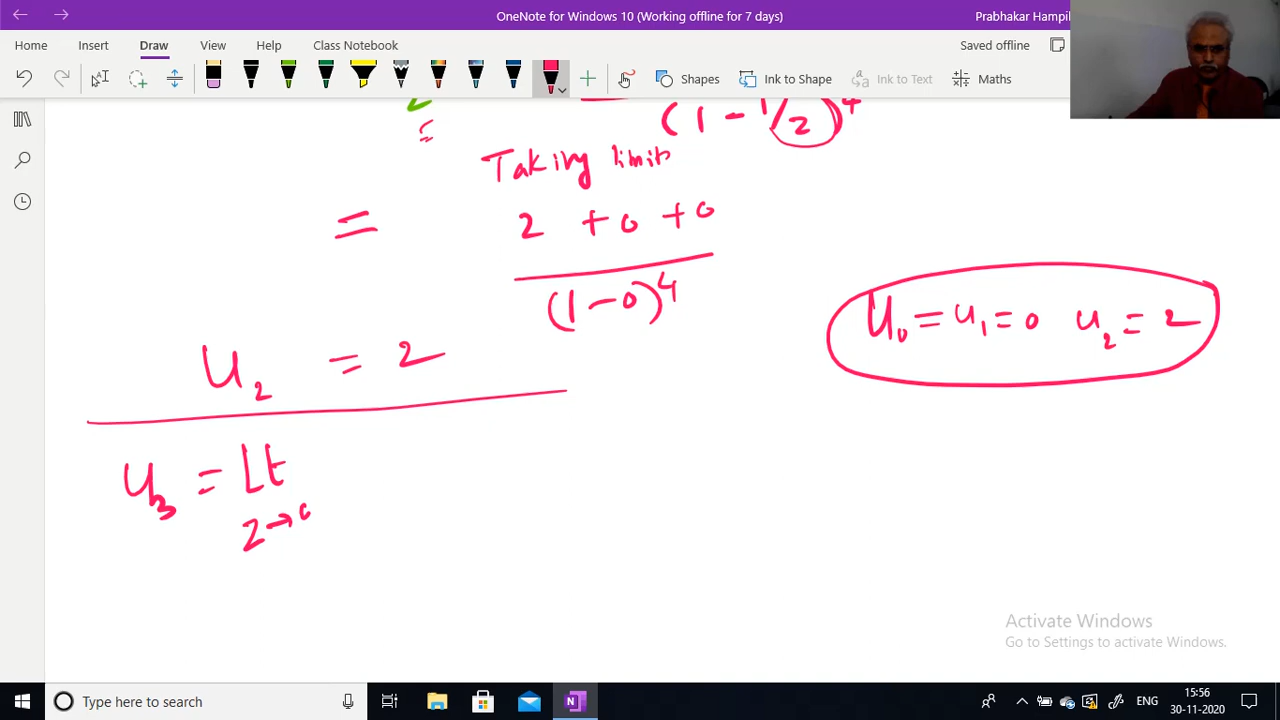 OneNote for Windows 10 (Working offline for 7 days)
Prabhakar Hampil
Home Insert Draw View Help Class Notebook
Saved offline
Shapes Ink to Shape Ink to Text Maths
2
(1 - 1/2)^4
Taking limits
= 2 + 0 + 0
(1 - 0)^4
U₀ = U₁ = 0 U₂ = 2
U₂ = 2
U₃ = Lt
Z →
Activate Windows
Go to Settings to activate Windows.
Type here to search
ENG
15:56
30-11-2020